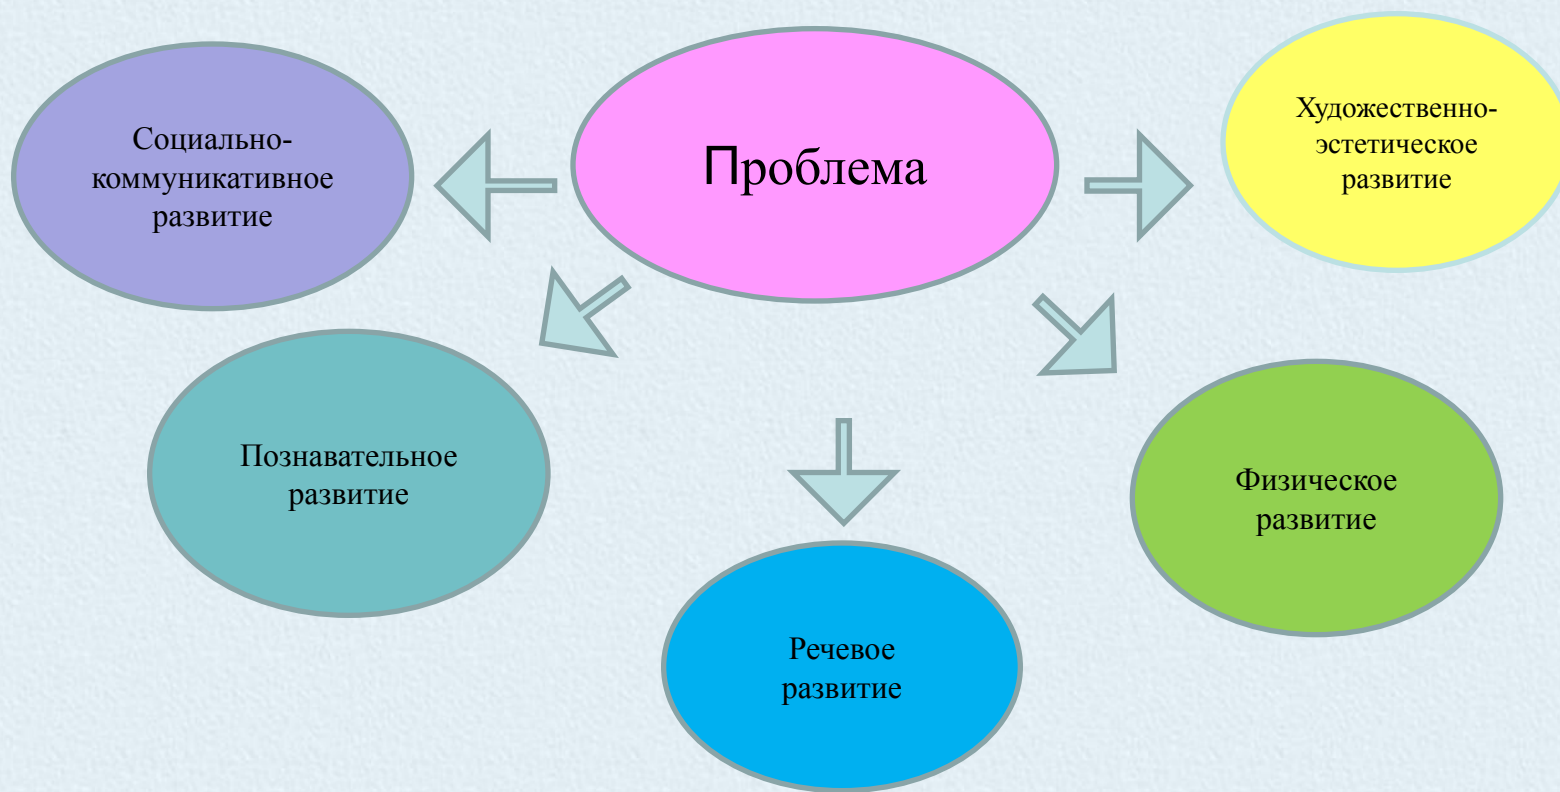 Проблема
Социально-
коммуникативное
развитие
Художественно-
эстетическое
развитие
Познавательное
развитие
Физическое
развитие
Речевое
развитие